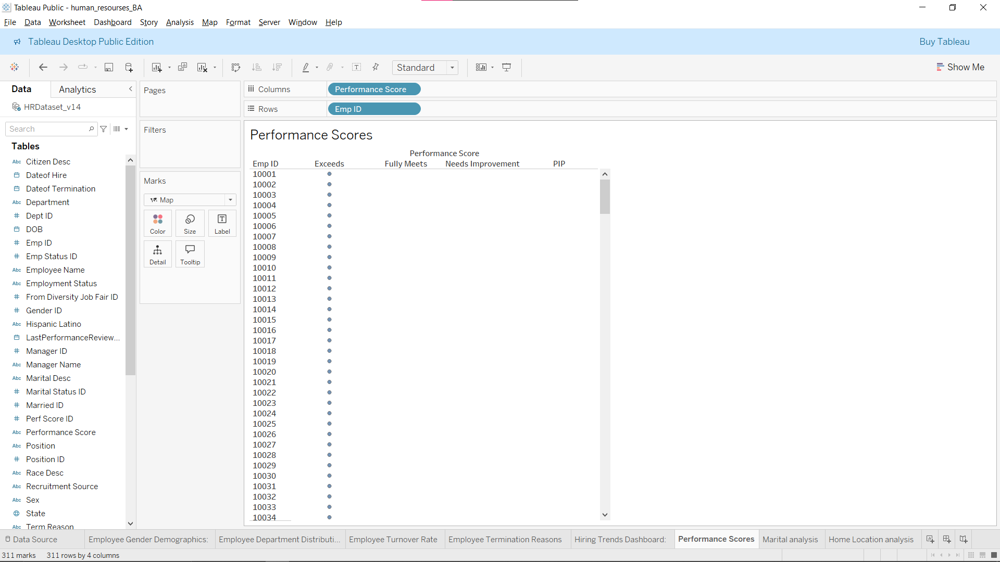 Tableau Public - human_resourses_BA
File Data Worksheet Dashboard Story Analysis Map Format Server Window Help
Tableau Desktop Public Edition
Buy Tableau
Standard
Show Me
Data
Analytics
HRDataset_v14
Search
Tables
Abc Citizen Desc
Dateof Hire
Dateof Termination
Abc Department
# Dept ID
DOB
# Emp ID
# Emp Status ID
Abc Employee Name
Abc Employment Status
# From Diversity Job Fair ID
# Gender ID
Abc Hispanic Latino
LastPerformanceReview...
# Manager ID
Abc Manager Name
Abc Marital Desc
# Marital Status ID
# Married ID
# Perf Score ID
Abc Performance Score
Abc Position
# Position ID
Abc Race Desc
Abc Recruitment Source
Abc Sex
State
Abc Term Reason
Pages
Filters
Marks
Map
Color
Size
Label
Detail
Tooltip
Columns
Performance Score
Rows
Emp ID
Performance Scores
Performance Score
Emp ID Exceeds Fully Meets Needs Improvement PIP
10001
10002
10003
10004
10005
10006
10007
10008
10009
10010
10011
10012
10013
10014
10015
10016
10017
10018
10019
10020
10021
10022
10023
10024
10025
10026
10027
10028
10029
10030
10031
10032
10033
10034
Data Source
Employee Gender Demographics:
Employee Department Distributi...
Employee Turnover Rate
Employee Termination Reasons
Hiring Trends Dashboard:
Performance Scores
Marital analysis
Home Location analysis
311 marks
311 rows by 4 columns